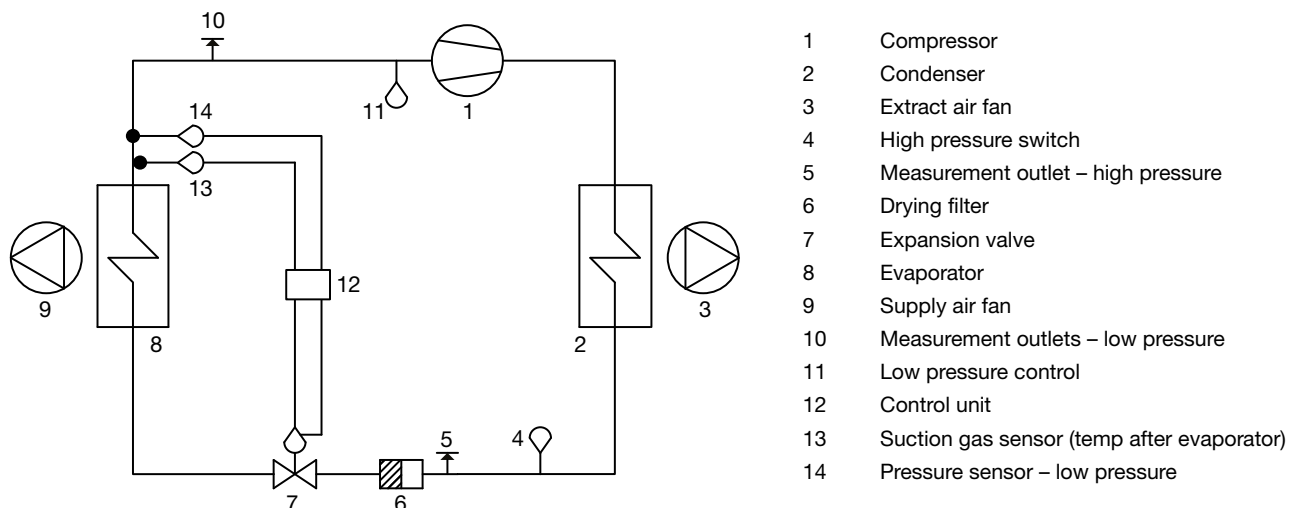 10
11
1
14
13
12
9
8
2
3
7
6
5
4
1 Compressor
2 Condenser
3 Extract air fan
4 High pressure switch
5 Measurement outlet – high pressure
6 Drying filter
7 Expansion valve
8 Evaporator
9 Supply air fan
10 Measurement outlets – low pressure
11 Low pressure control
12 Control unit
13 Suction gas sensor (temp after evaporator)
14 Pressure sensor – low pressure